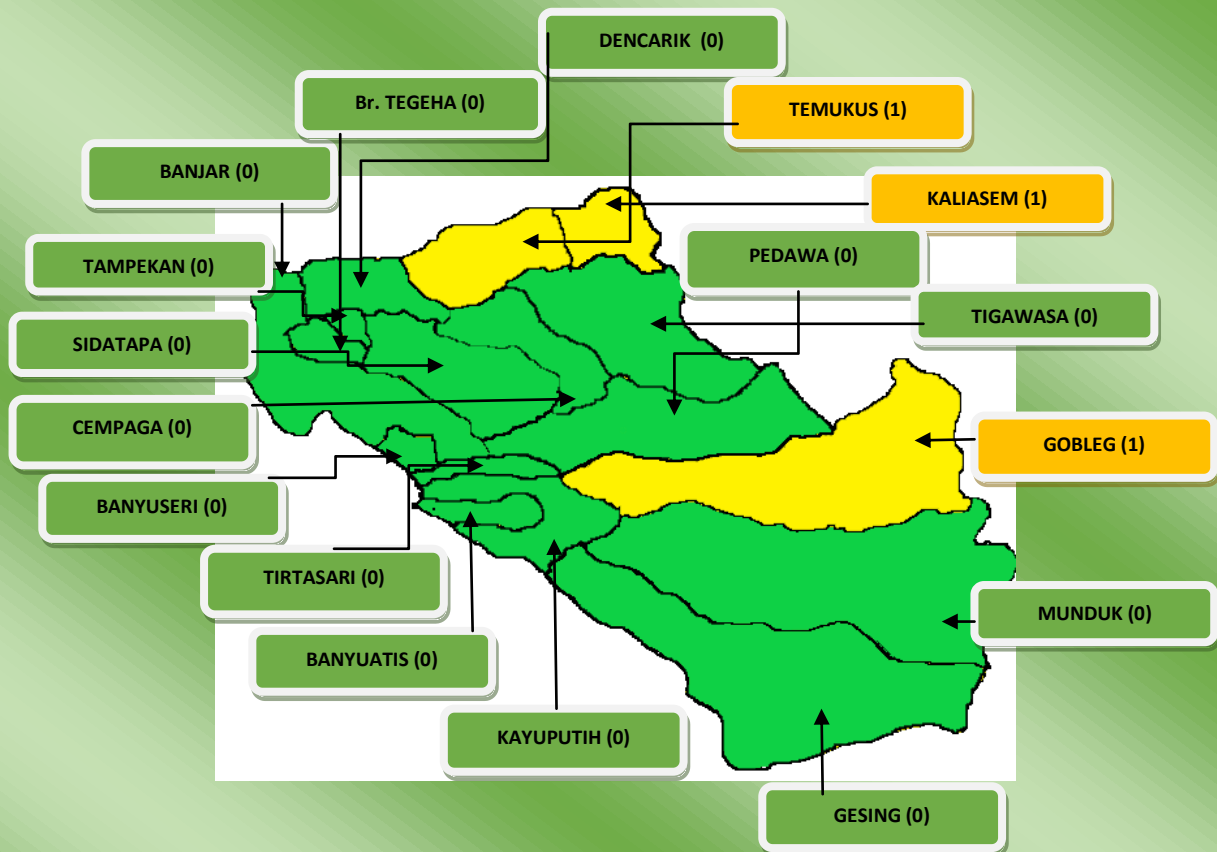 DENCARIK (0)
Br. TEGEHA (0)
TEMUKUS (1)
BANJAR (0)
KALIASEM (1)
TAMPEKAN (0)
PEDAWA (0)
SIDATAPA (0)
TIGAWASA (0)
CEMPAGA (0)
GOBLEG (1)
BANYUSERI (0)
TIRTASARI (0)
MUNDUK (0)
BANYUATIS (0)
KAYUPUTIH (0)
GESING (0)